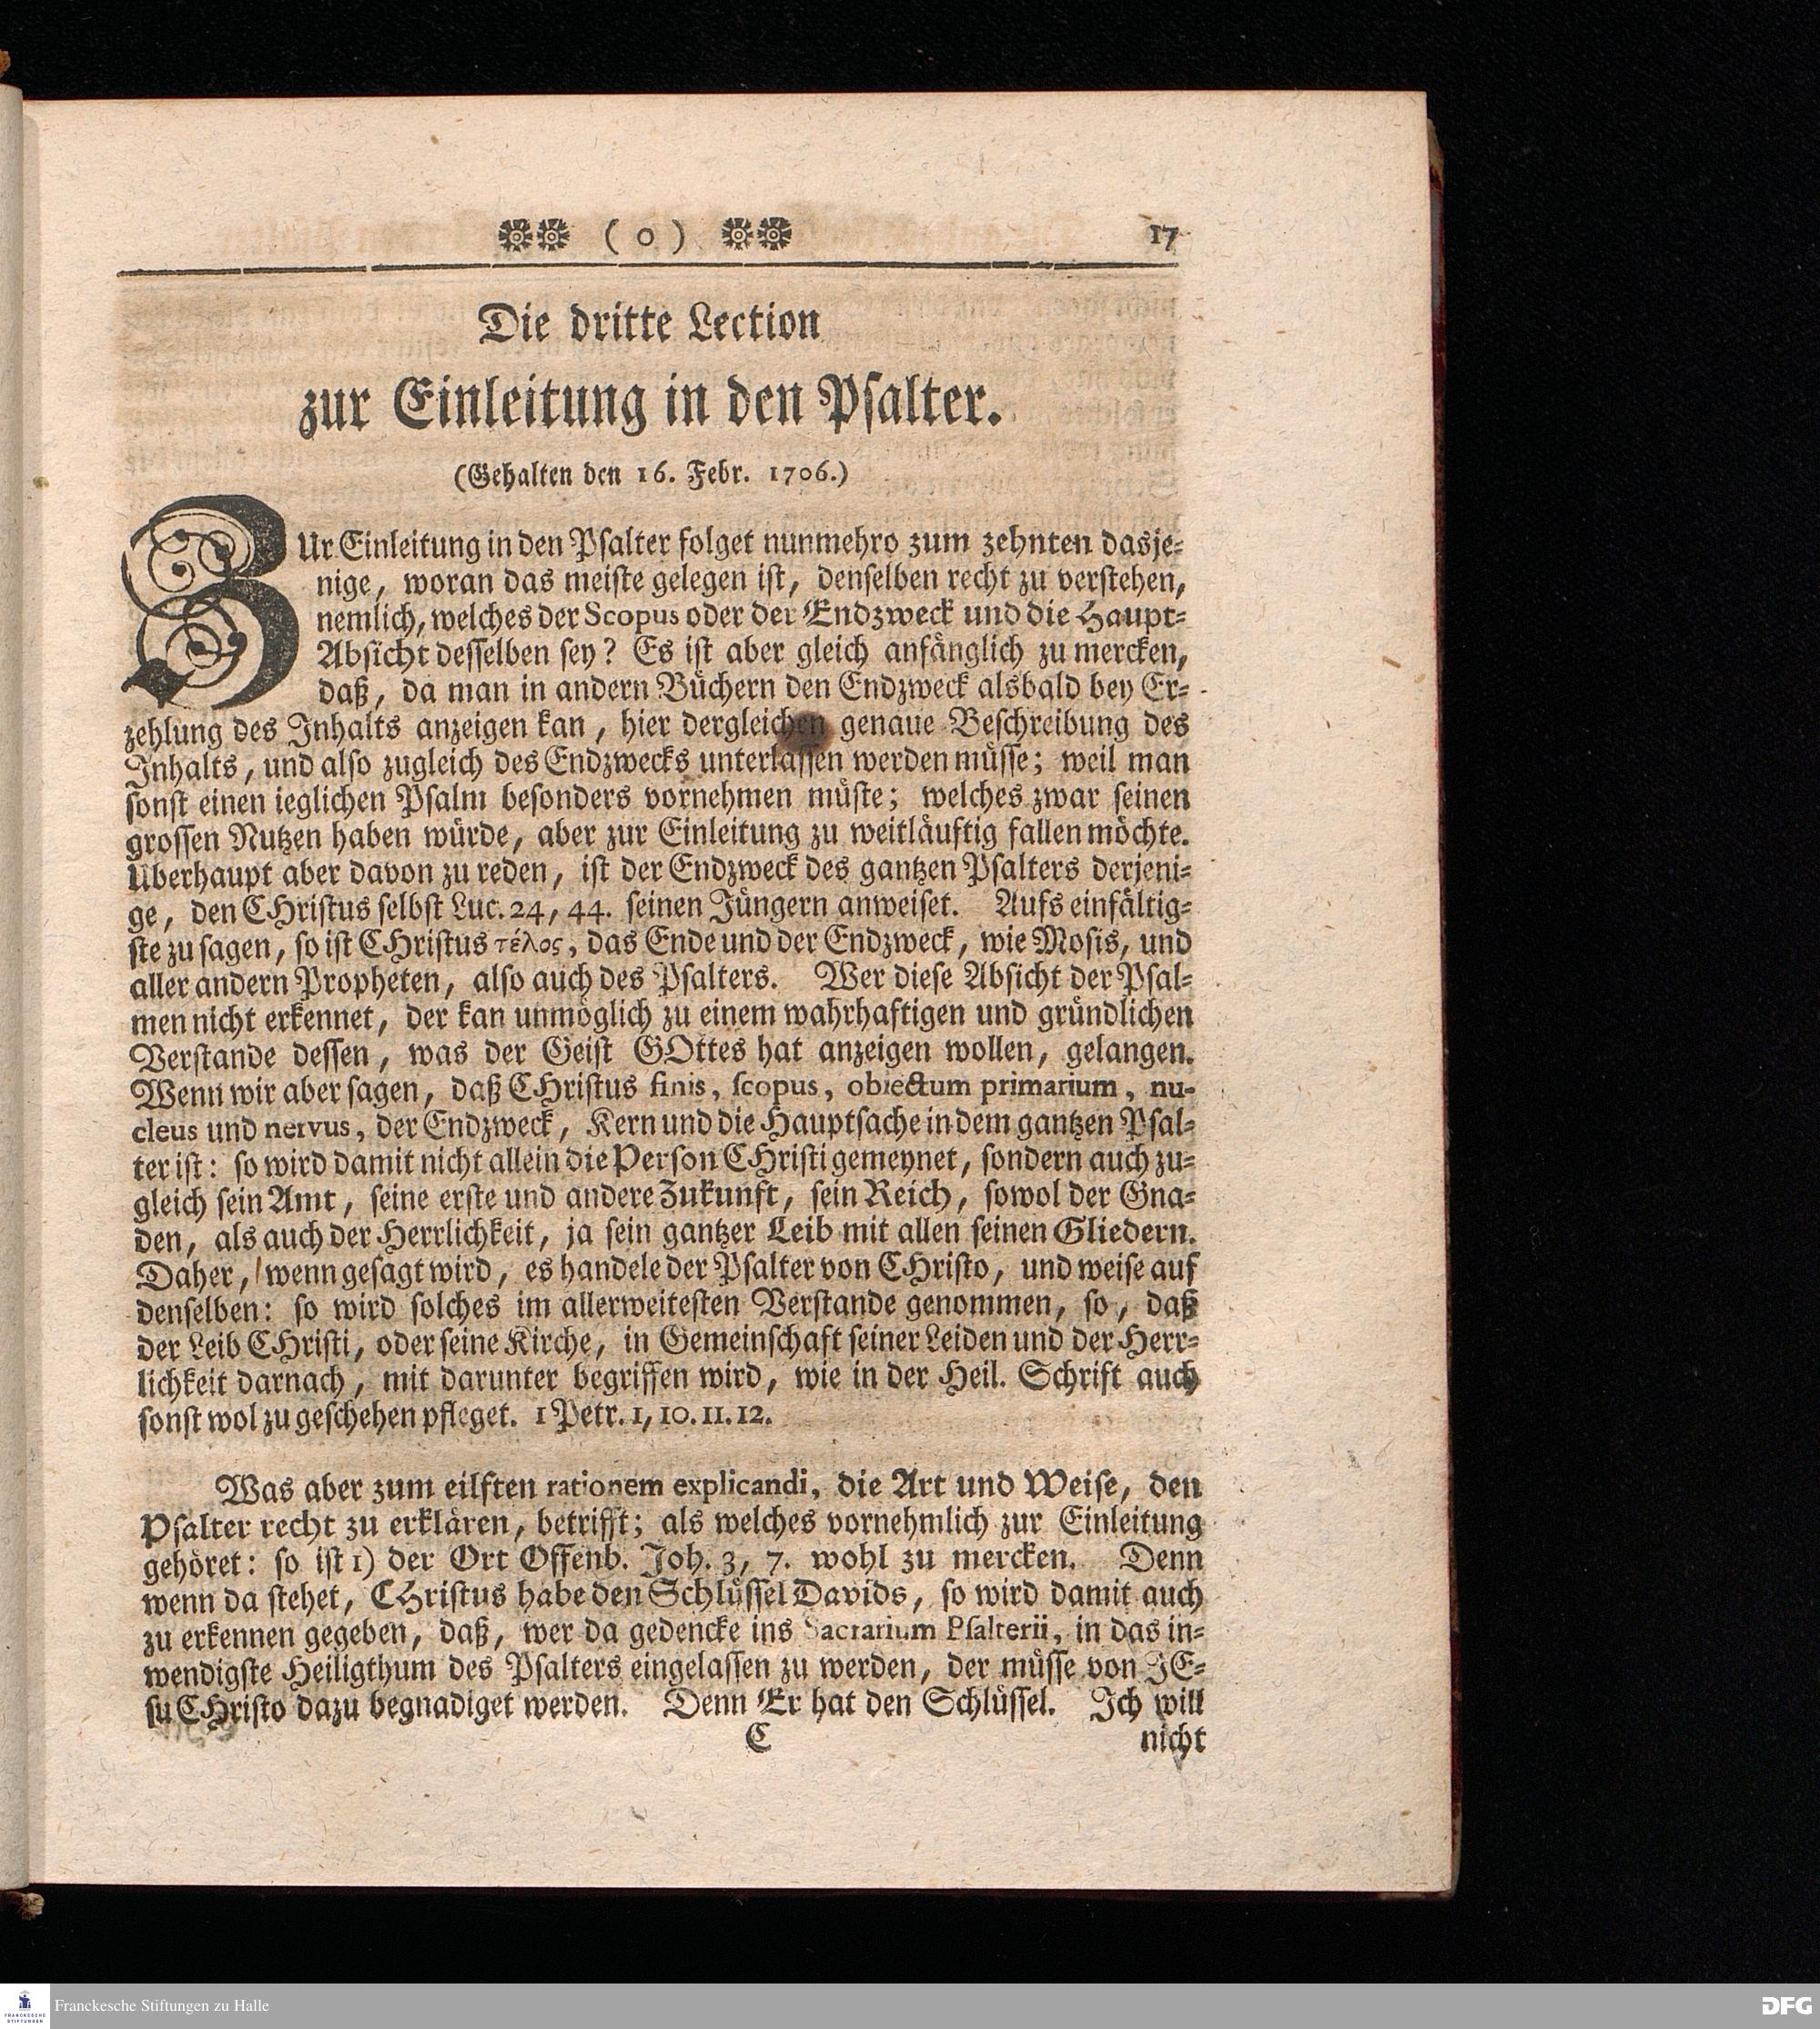 ( o ) 17
Die dritte Lection
zur Einleitung in den Psalter.
(Gehalten den 16. Febr. 1706.)
ZUr Einleitung in den Psalter folget nunmehro zum zehnten dasje-
nige, woran das meiste gelegen ist, denselben recht zu verstehen,
nemlich, welches der Scopus oder der Endzweck und die Haupt-
Absicht desselben sey? Es ist aber gleich anfänglich zu mercken,
daß, da man in andern Büchern den Endzweck alsbald bey Er-
zehlung des Inhalts anzeigen kan, hier dergleichen genaue Beschreibung des
Inhalts, und also zugleich des Endzwecks unterlassen werden müsse; weil man
sonst einen ieglichen Psalm besonders vornehmen müste; welches zwar seinen
grossen Nutzen haben würde, aber zur Einleitung zu weitläuftig fallen möchte.
Uberhaupt aber davon zu reden, ist der Endzweck des gantzen Psalters derjeni-
ge, den CHristus selbst Luc. 24, 44. seinen Jüngern anweiset. Aufs einfältig-
ste zu sagen, so ist CHristus τέλος, das Ende und der Endzweck, wie Mosis, und
aller andern Propheten, also auch des Psalters. Wer diese Absicht der Psal-
men nicht erkennet, der kan unmöglich zu einem wahrhaftigen und gründlichen
Verstande dessen, was der Geist GOttes hat anzeigen wollen, gelangen.
Wenn wir aber sagen, daß CHristus finis, scopus, obiectum primarium, nu-
cleus und nervus, der Endzweck, Kern und die Hauptsache in dem gantzen Psal-
ter ist: so wird damit nicht allein die Person CHristi gemeynet, sondern auch zu-
gleich sein Amt, seine erste und andere Zukunft, sein Reich, sowol der Gna-
den, als auch der Herrlichkeit, ja sein gantzer Leib mit allen seinen Gliedern.
Daher, wenn gesagt wird, es handele der Psalter von CHristo, und weise auf
denselben: so wird solches im allerweitesten Verstande genommen, so, daß
der Leib CHristi, oder seine Kirche, in Gemeinschaft seiner Leiden und der Herr-
lichkeit darnach, mit darunter begriffen wird, wie in der Heil. Schrift auch
sonst wol zu geschehen pfleget. 1 Petr. 1, 10. 11. 12.
Was aber zum eilften rationem explicandi, die Art und Weise, den
Psalter recht zu erklären, betrifft; als welches vornehmlich zur Einleitung
gehöret: so ist 1) der Ort Offenb. Joh. 3, 7. wohl zu mercken. Denn
wenn da stehet, CHristus habe den Schlüssel Davids, so wird damit auch
zu erkennen gegeben, daß, wer da gedencke ins Sacrarium Psalterii, in das in-
wendigste Heiligthum des Psalters eingelassen zu werden, der müsse von JE-
su CHristo dazu begnadiget werden. Denn Er hat den Schlüssel. Ich will
C nicht
FRANCKESCHE STIFTUNGEN
Franckesche Stiftungen zu Halle
DFG